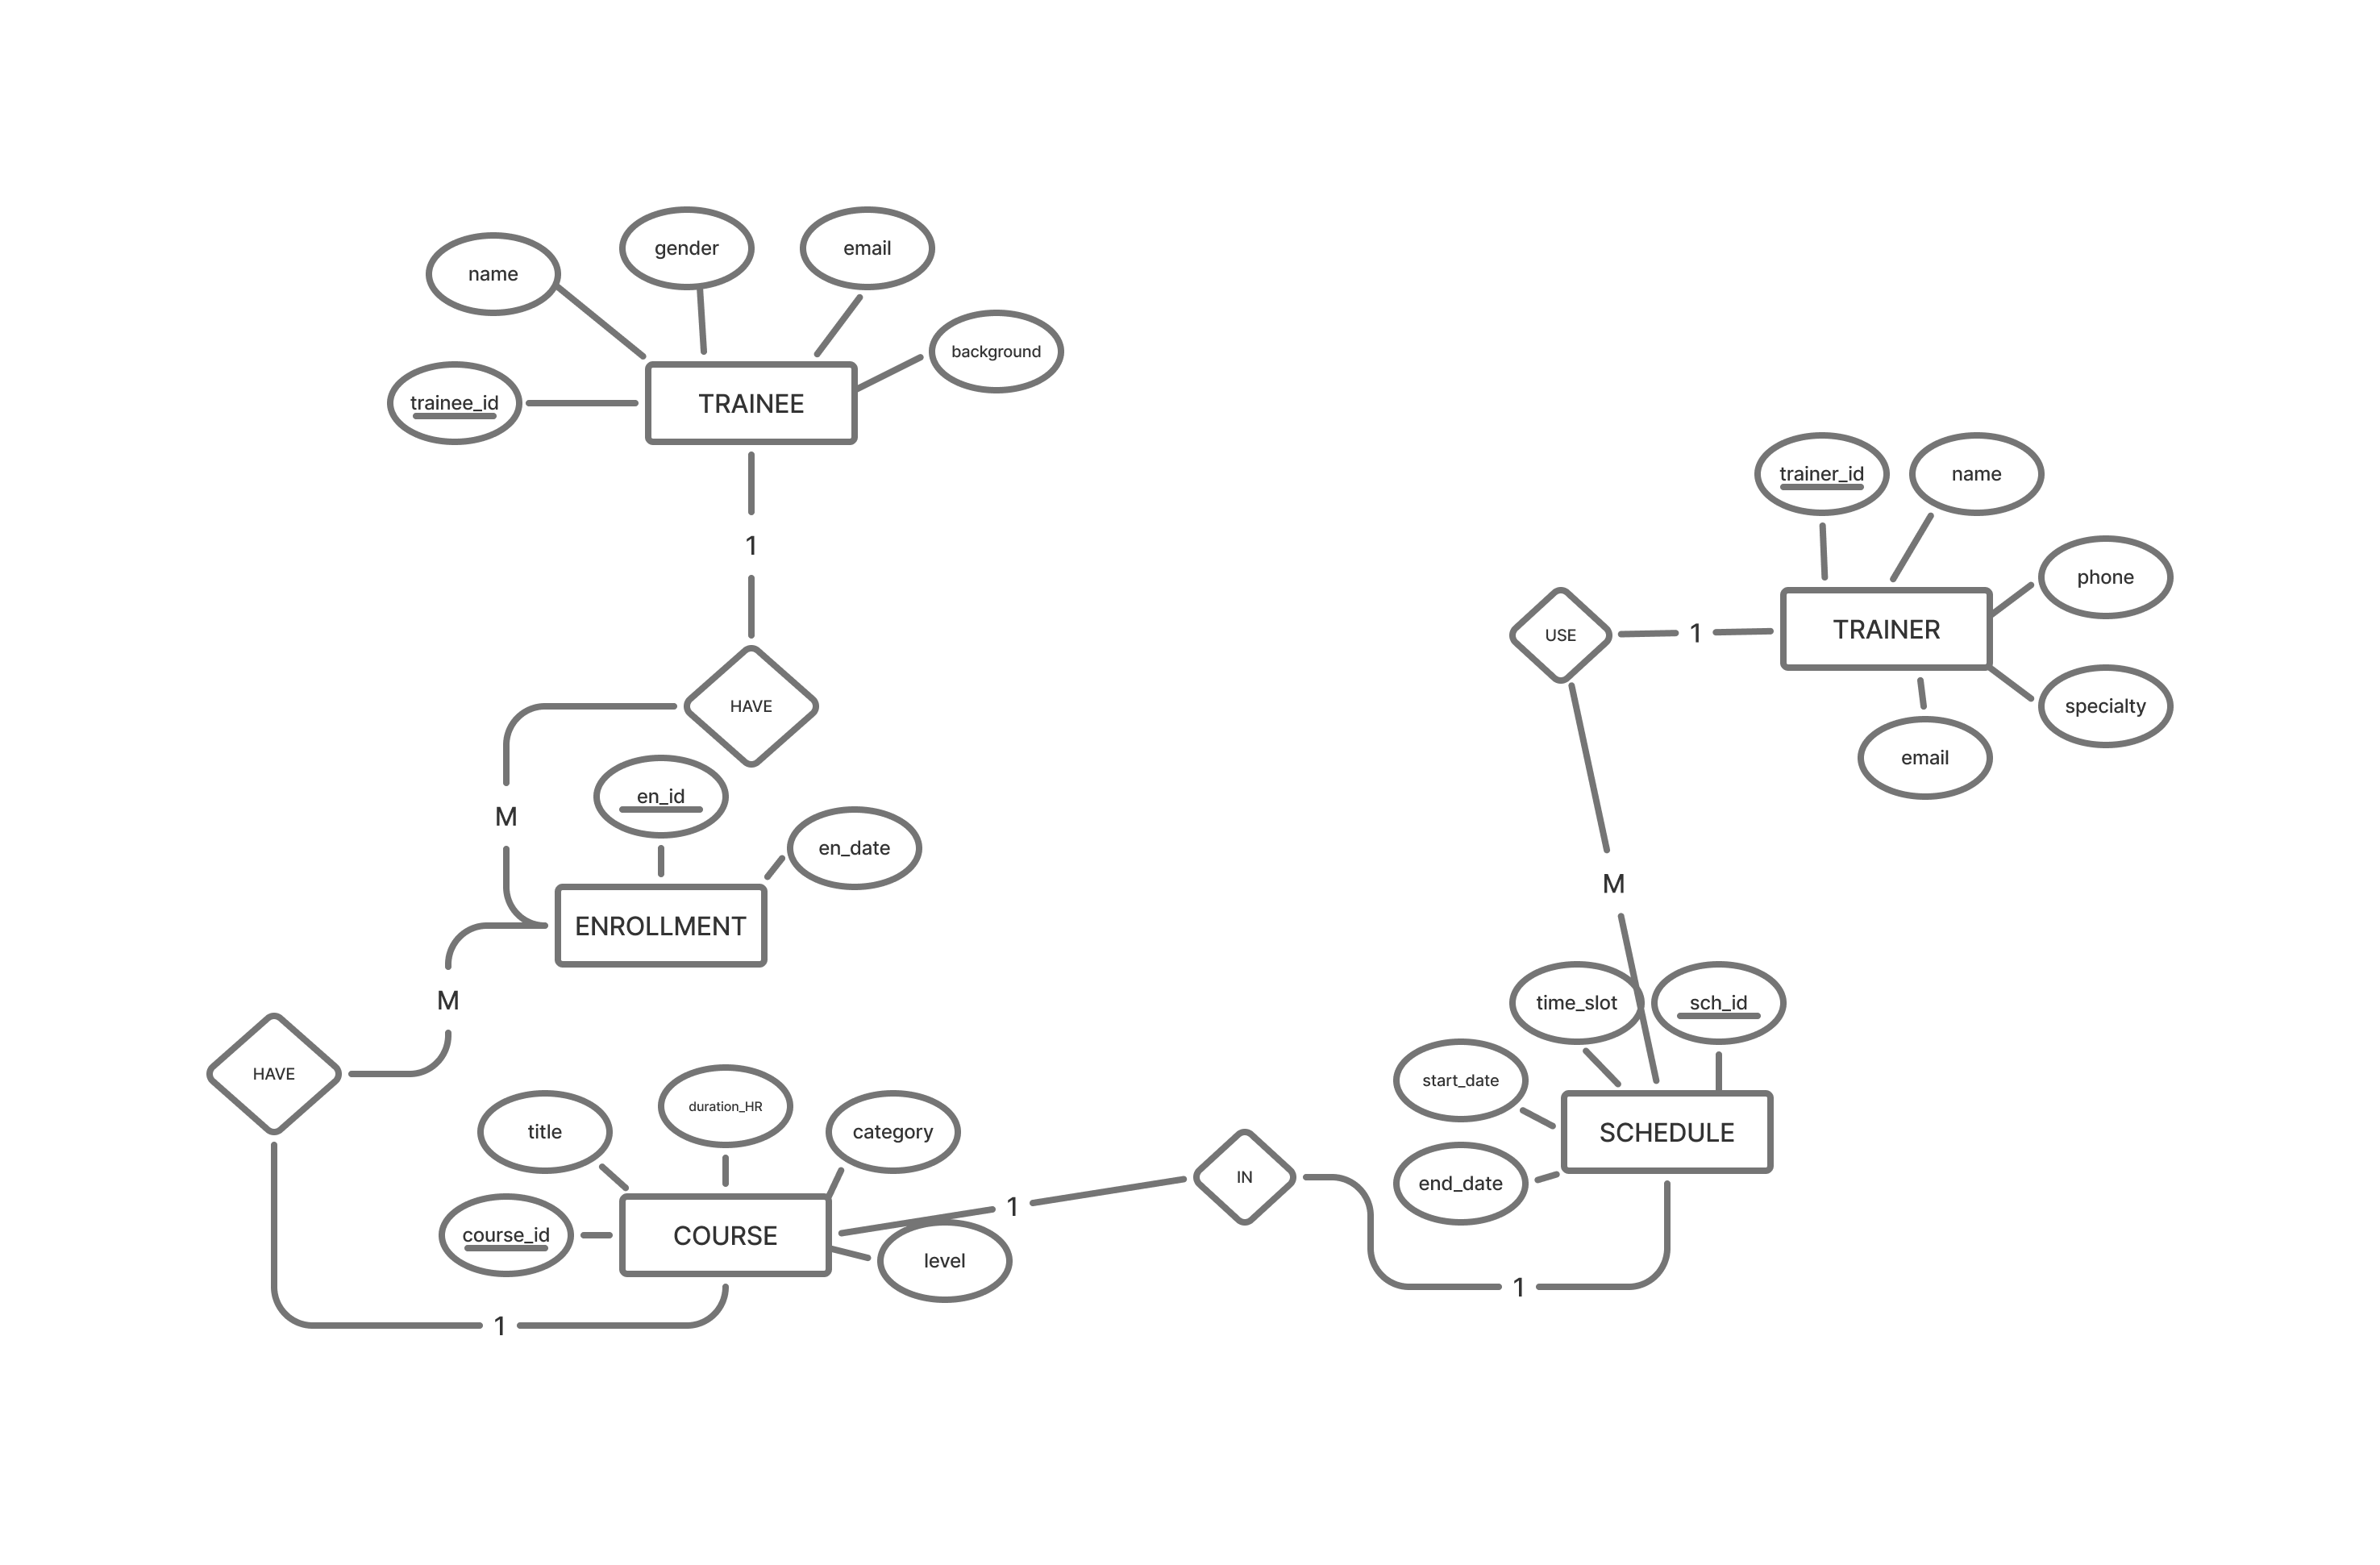 gender
email
name
background
trainee_id
TRAINEE
trainer_id
name
1
phone
TRAINER
USE
1
HAVE
specialty
email
en_id
M
en_date
M
ENROLLMENT
M
time_slot
sch_id
HAVE
start_date
duration_HR
title
category
SCHEDULE
IN
end_date
1
course_id
COURSE
level
1
1